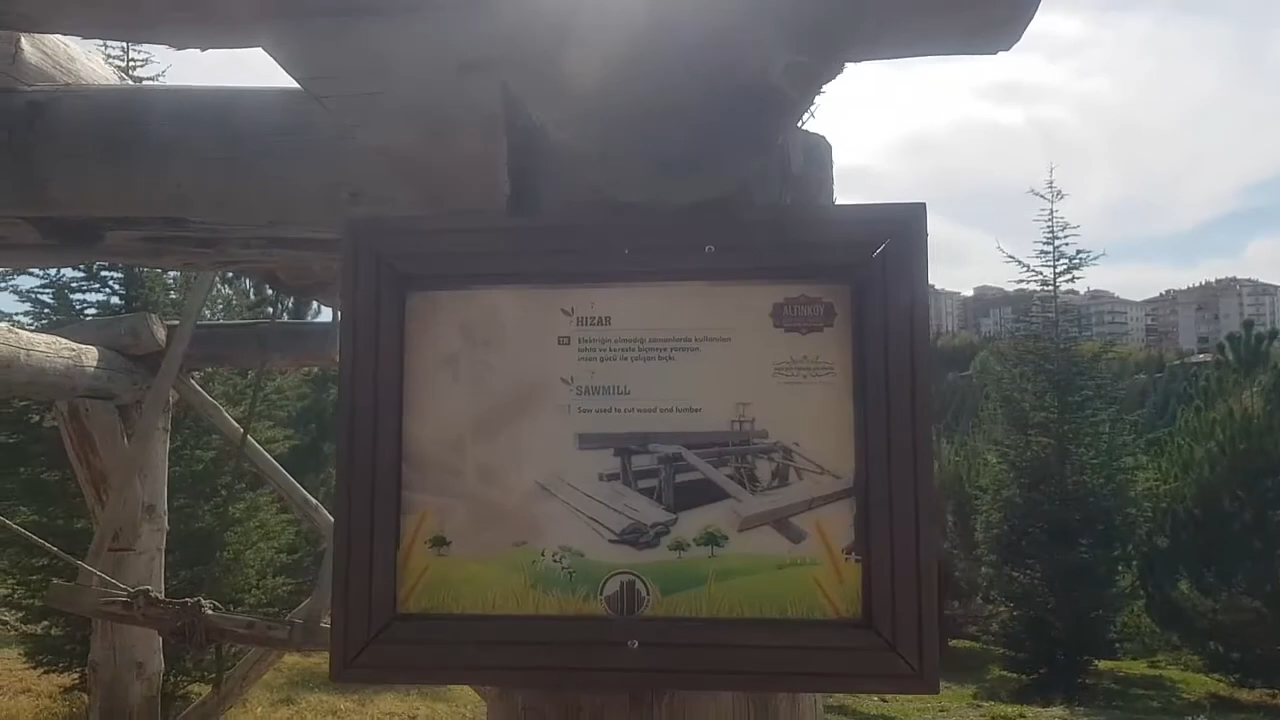 HIZAR
TR
Elektriğin olmadığı zamanlarda kullanılan
tahta ve kereste biçmeye yarayan,
insan gücü ile çalışan bıçkı.
SAWMILL
Saw used to cut wood and lumber
ALTINKÖY